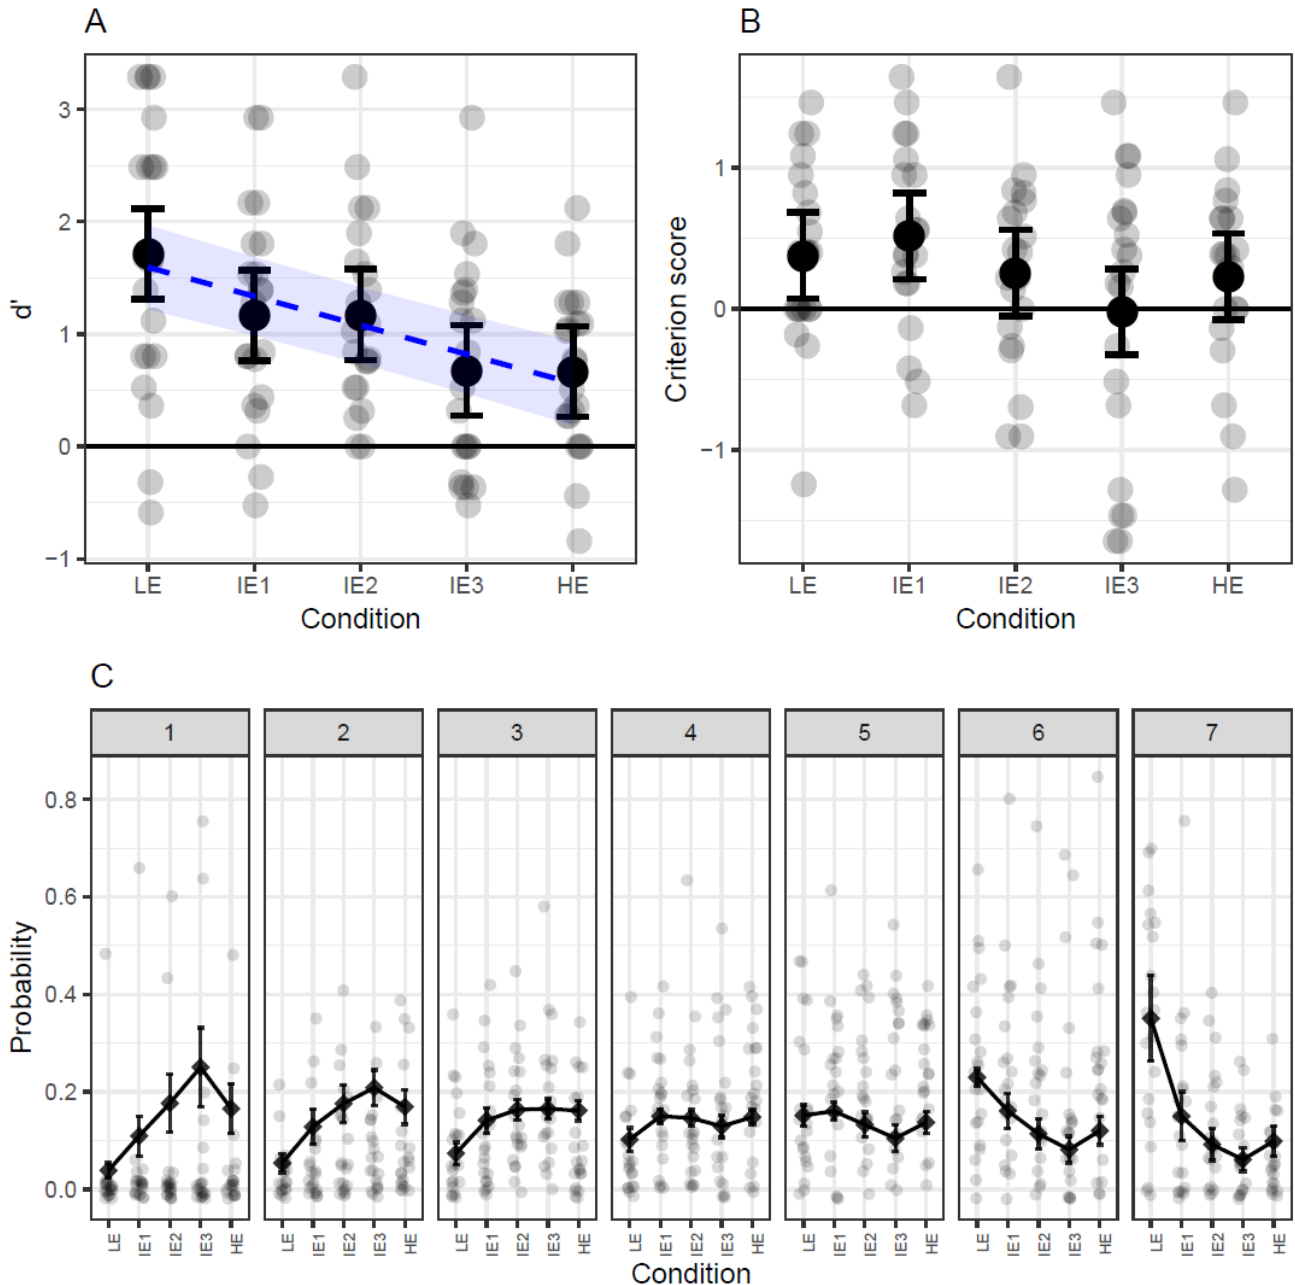 A
B
d'
3
2
1
0
−1
LE IE1 IE2 IE3 HE
Condition
Criterion score
1
0
−1
LE IE1 IE2 IE3 HE
Condition
C
1 2 3 4 5 6 7
Probability
0.8
0.6
0.4
0.2
0.0
LE IE1 IE2 IE3 HE
LE IE1 IE2 IE3 HE
LE IE1 IE2 IE3 HE
LE IE1 IE2 IE3 HE
LE IE1 IE2 IE3 HE
LE IE1 IE2 IE3 HE
LE IE1 IE2 IE3 HE
Condition